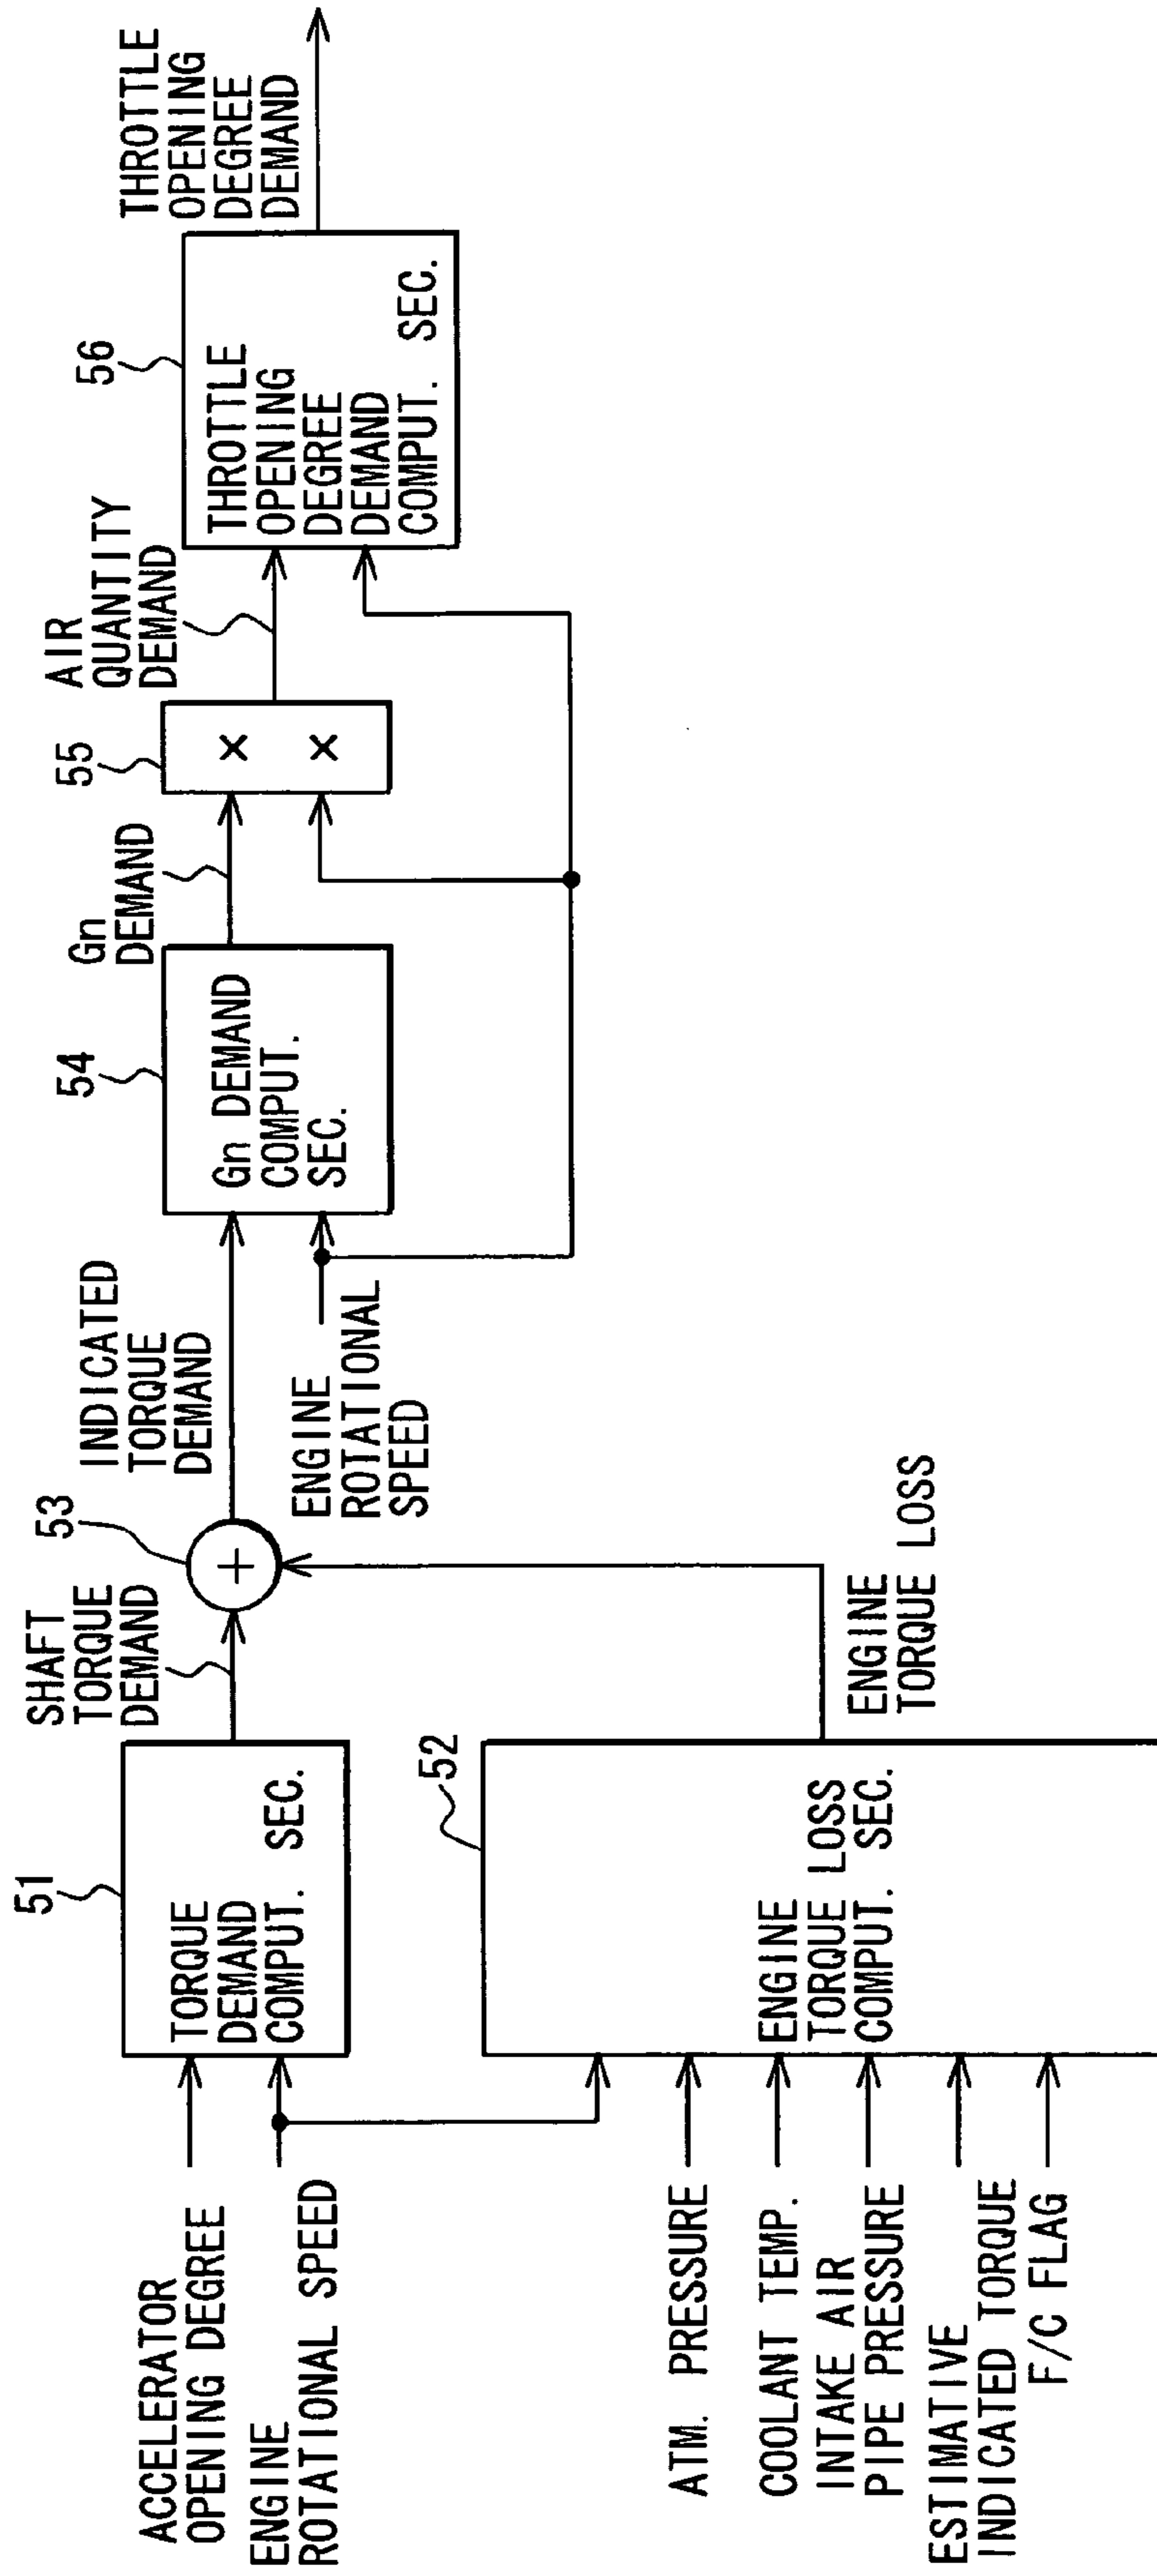 ACCELERATOR
OPENING DEGREE
ENGINE
ROTATIONAL SPEED
51
TORQUE
DEMAND
COMPUT. SEC.
SHAFT
TORQUE
DEMAND
53
+
INDICATED
TORQUE
DEMAND
ENGINE
ROTATIONAL
SPEED
54
Gn DEMAND
COMPUT.
SEC.
Gn
DEMAND
55
×
×
AIR
QUANTITY
DEMAND
56
THROTTLE
OPENING
DEGREE
DEMAND
COMPUT. SEC.
THROTTLE
OPENING
DEGREE
DEMAND
ATM. PRESSURE
COOLANT TEMP.
INTAKE AIR
PIPE PRESSURE
ESTIMATIVE
INDICATED TORQUE
F/C FLAG
52
ENGINE
TORQUE LOSS
COMPUT. SEC.
ENGINE
TORQUE LOSS